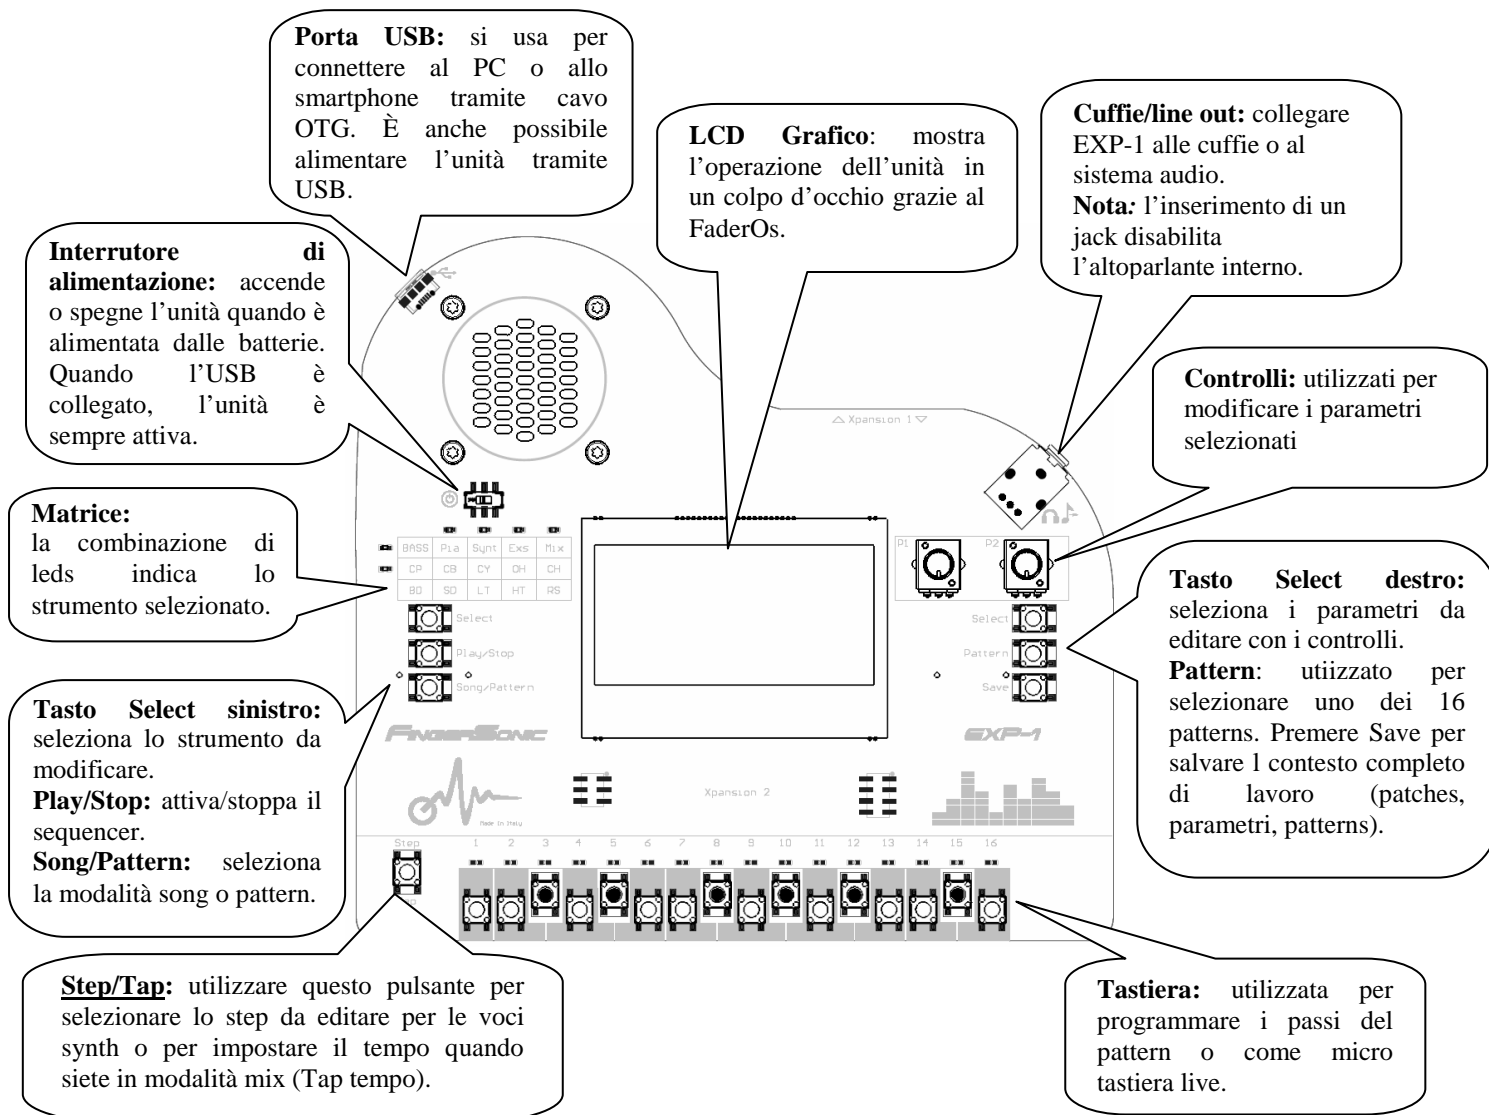 Porta USB: si usa per
connettere al PC o allo
smartphone tramite cavo
OTG. È anche possibile
alimentare l'unità tramite
USB.
LCD Grafico: mostra
l'operazione dell'unità in
un colpo d'occhio grazie al
FaderOs.
Cuffie/line out: collegare
EXP-1 alle cuffie o al
sistema audio.
Nota: l'inserimento di un
jack disabilita
l'altoparlante interno.
Interrutore di
alimentazione: accende
o spegne l'unità quando è
alimentata dalle batterie.
Quando l'USB è
collegato, l'unità è
sempre attiva.
Controlli: utilizzati per
modificare i parametri
selezionati
Xpansion 1
Matrice:
la combinazione di
leds indica lo
strumento selezionato.
BASS Pia Synt Exs Mix
CP CB CY OH CH
BD SD LT HT RS
Select
Play/Stop
Song/Pattern
P1 P2
Select
Pattern
Save
Tasto Select destro:
seleziona i parametri da
editare con i controlli.
Pattern: utiizzato per
selezionare uno dei 16
patterns. Premere Save per
salvare l contesto completo
di lavoro (patches,
parametri, patterns).
Tasto Select sinistro:
seleziona lo strumento da
modificare.
Play/Stop: attiva/stoppa il
sequencer.
Song/Pattern: seleziona
la modalità song o pattern.
FingerSonic
EXP-1
Made In Italy
Xpansion 2
Step
1 2 3 4 5 6 7 8 9 10 11 12 13 14 15 16
Step/Tap: utilizzare questo pulsante per
selezionare lo step da editare per le voci
synth o per impostare il tempo quando
siete in modalità mix (Tap tempo).
Tastiera: utilizzata per
programmare i passi del
pattern o come micro
tastiera live.